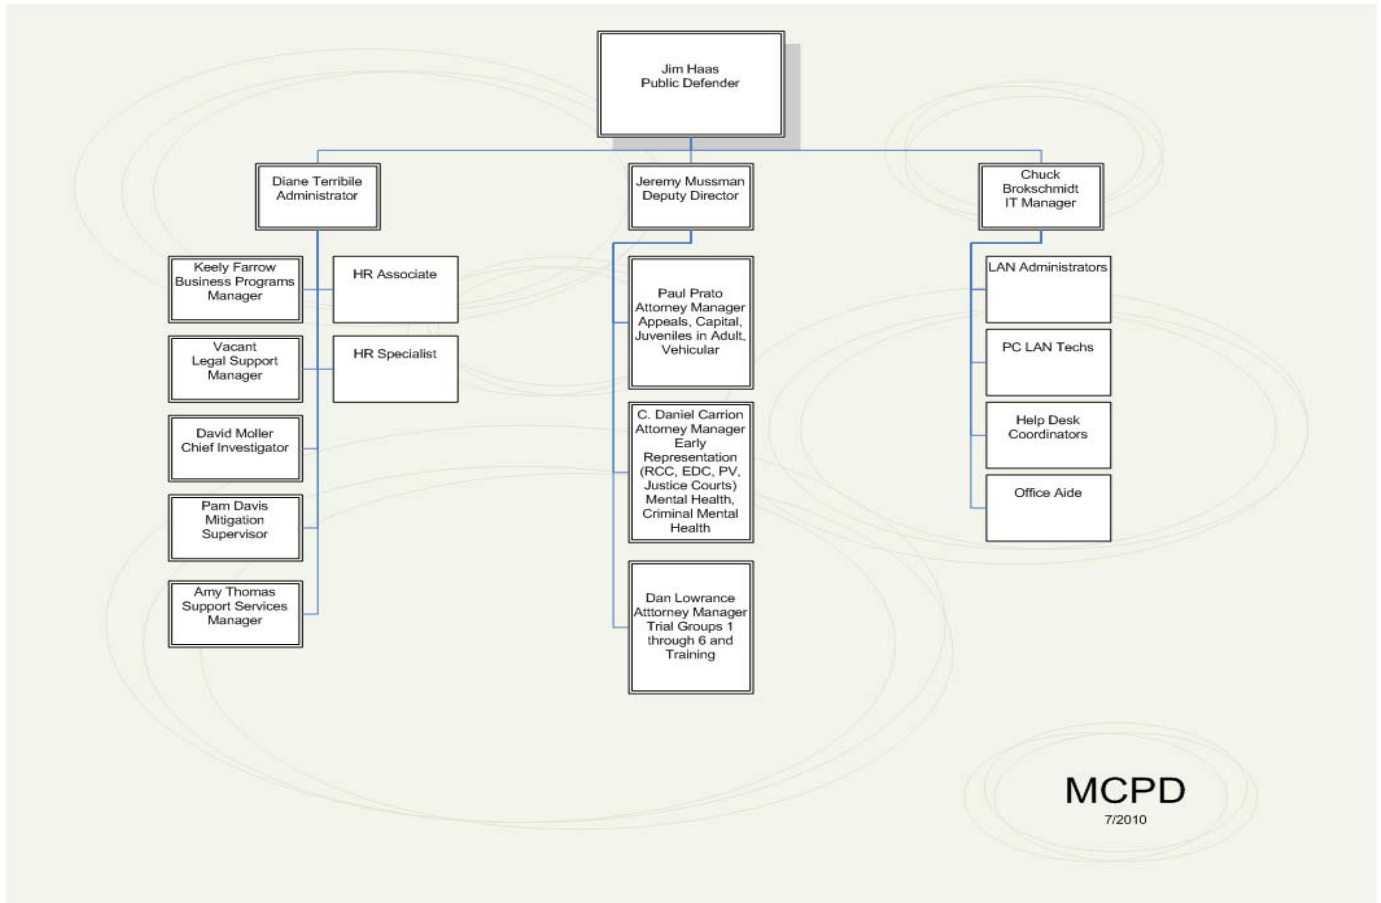 Jim Haas
Public Defender
Diane Terribile
Administrator
Jeremy Mussman
Deputy Director
Chuck
Brokschmidt
IT Manager
Keely Farrow
Business Programs
Manager
HR Associate
Vacant
Legal Support
Manager
HR Specialist
David Moller
Chief Investigator
Pam Davis
Mitigation
Supervisor
Amy Thomas
Support Services
Manager
Paul Prato
Attorney Manager
Appeals, Capital,
Juveniles in Adult,
Vehicular
C. Daniel Carrion
Attorney Manager
Early
Representation
(RCC, EDC, PV,
Justice Courts)
Mental Health,
Criminal Mental
Health
Dan Lowrance
Atttorney Manager
Trial Groups 1
through 6 and
Training
LAN Administrators
PC LAN Techs
Help Desk
Coordinators
Office Aide
MCPD
7/2010